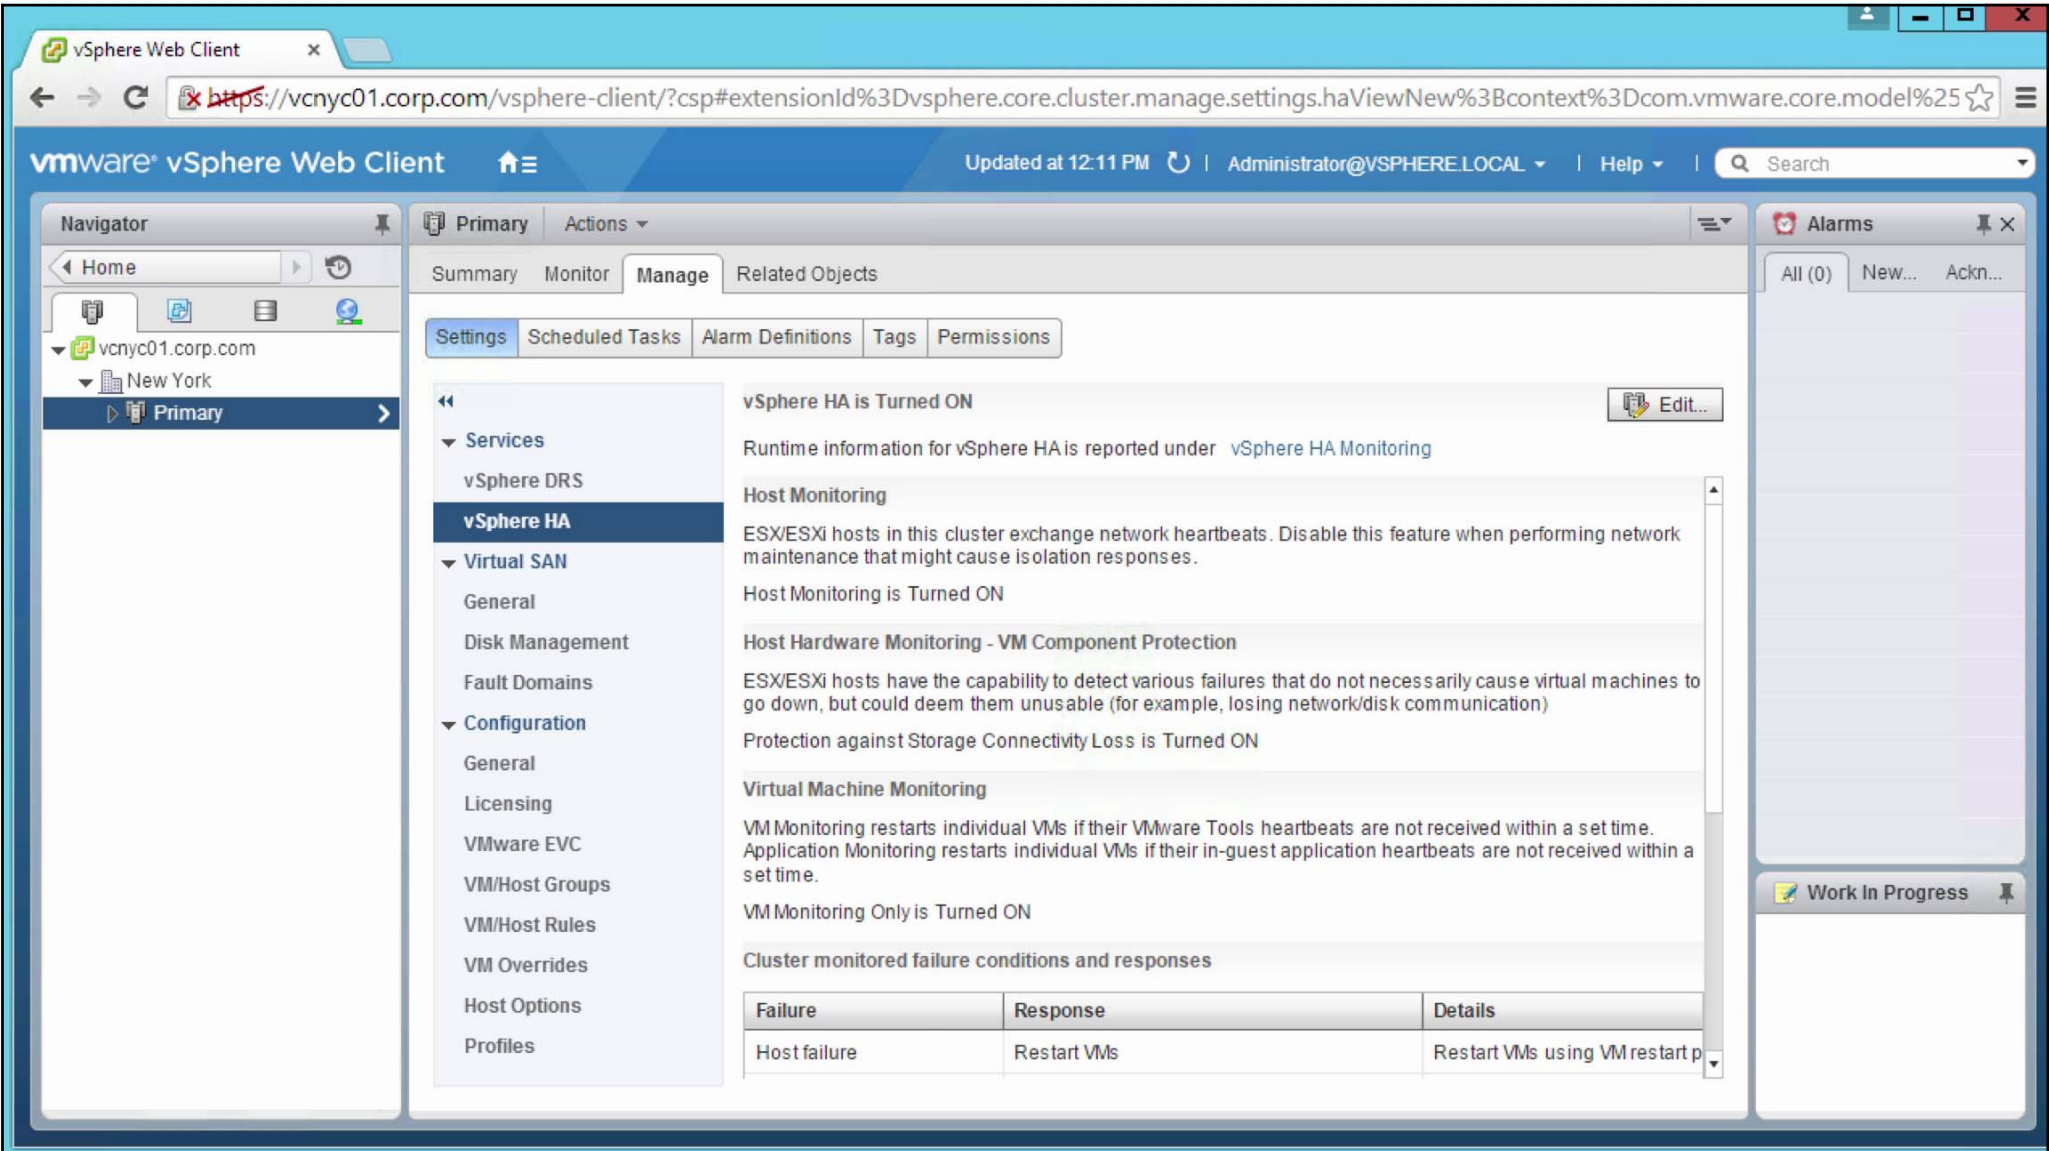 vSphere Web Client
https://vcnyc01.corp.com/vsphere-client/?csp#extensionId%3Dvsphere.core.cluster.manage.settings.haViewNew%3Bcontext%3Dcom.vmware.core.model%25
vmware® vSphere Web Client
Updated at 12:11 PM | Administrator@VSPHERE.LOCAL | Help | Search
Navigator
Home
vcnyc01.corp.com
New York
Primary
Primary Actions
Summary Monitor Manage Related Objects
Settings Scheduled Tasks Alarm Definitions Tags Permissions
Services
vSphere DRS
vSphere HA
Virtual SAN
General
Disk Management
Fault Domains
Configuration
General
Licensing
VMware EVC
VM/Host Groups
VM/Host Rules
VM Overrides
Host Options
Profiles
vSphere HA is Turned ON
Edit...
Runtime information for vSphere HA is reported under vSphere HA Monitoring
Host Monitoring
ESX/ESXi hosts in this cluster exchange network heartbeats. Disable this feature when performing network
maintenance that might cause isolation responses.
Host Monitoring is Turned ON
Host Hardware Monitoring - VM Component Protection
ESX/ESXi hosts have the capability to detect various failures that do not necessarily cause virtual machines to
go down, but could deem them unusable (for example, losing network/disk communication)
Protection against Storage Connectivity Loss is Turned ON
Virtual Machine Monitoring
VM Monitoring restarts individual VMs if their VMware Tools heartbeats are not received within a set time.
Application Monitoring restarts individual VMs if their in-guest application heartbeats are not received within a
set time.
VM Monitoring Only is Turned ON
Cluster monitored failure conditions and responses
Failure Response Details
Host failure Restart VMs Restart VMs using VM restart p
Alarms
All (0) New... Ackn...
Work In Progress